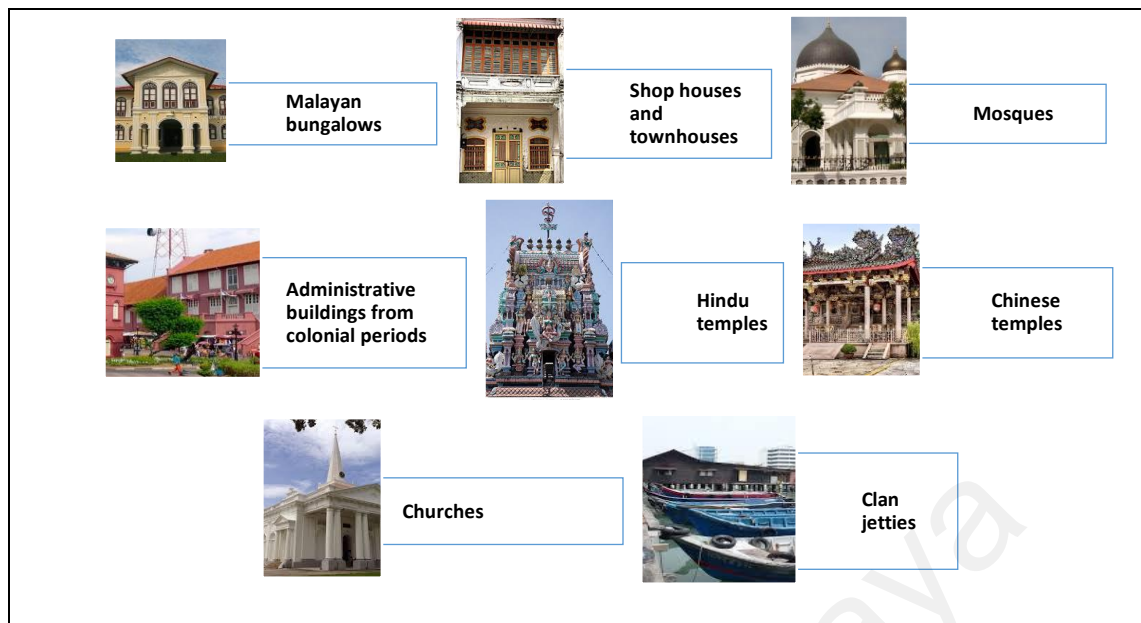 Malayan
bungalows
Shop houses
and
townhouses
Mosques
Administrative
buildings from
colonial periods
Hindu
temples
Chinese
temples
Churches
Clan
jetties
aya